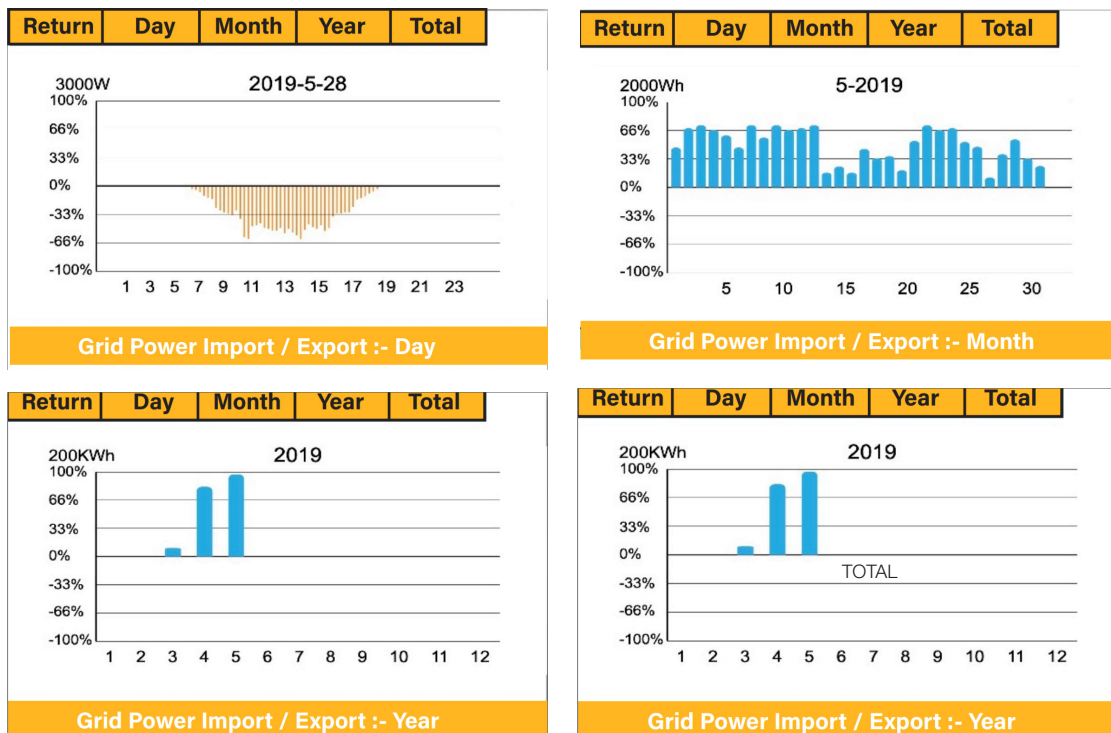 Return Day Month Year Total
3000W 2019-5-28
100%
66%
33%
0%
-33%
-66%
-100%
1 3 5 7 9 11 13 15 17 19 21 23
Grid Power Import / Export :- Day
Return Day Month Year Total
2000Wh 5-2019
100%
66%
33%
0%
-33%
-66%
-100%
5 10 15 20 25 30
Grid Power Import / Export :- Month
Return Day Month Year Total
200KWh 2019
100%
66%
33%
0%
-33%
-66%
-100%
1 2 3 4 5 6 7 8 9 10 11 12
Grid Power Import / Export :- Year
Return Day Month Year Total
200KWh 2019
100%
66%
33%
0%
TOTAL
-33%
-66%
-100%
1 2 3 4 5 6 7 8 9 10 11 12
Grid Power Import / Export :- Year